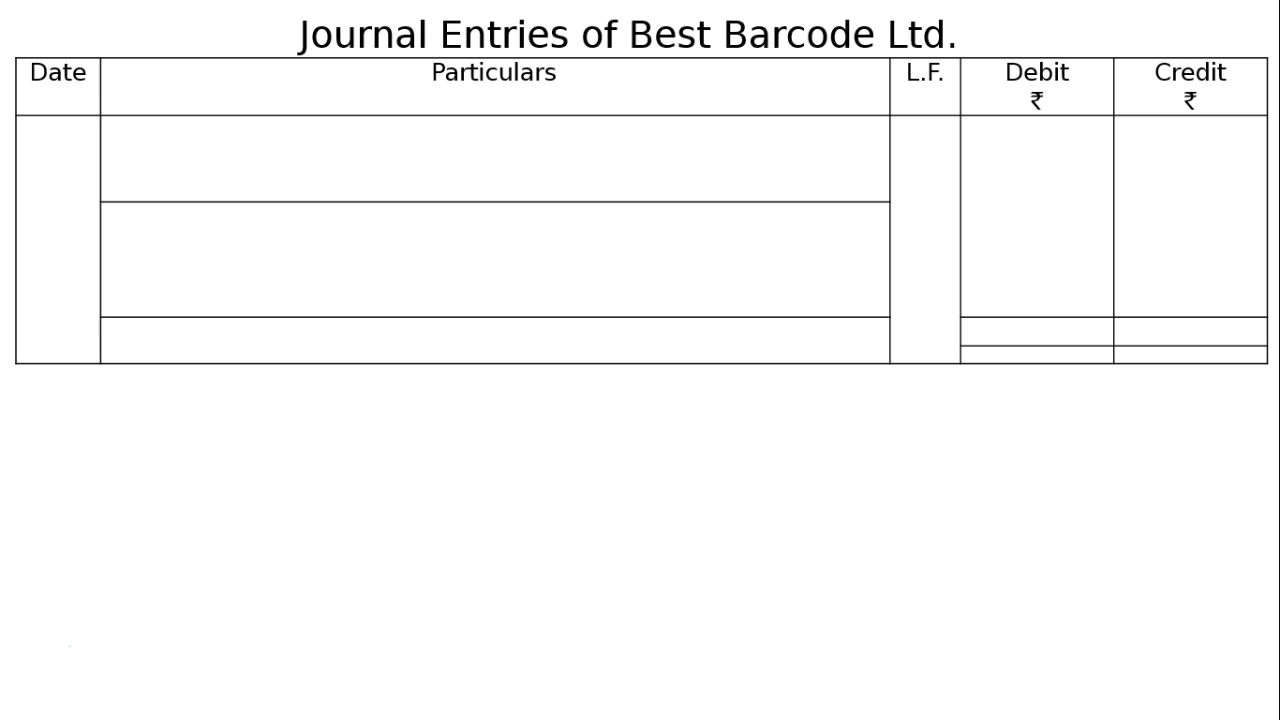 Journal Entries of Best Barcode Ltd.
Date Particulars L.F. Debit Credit
₹ ₹